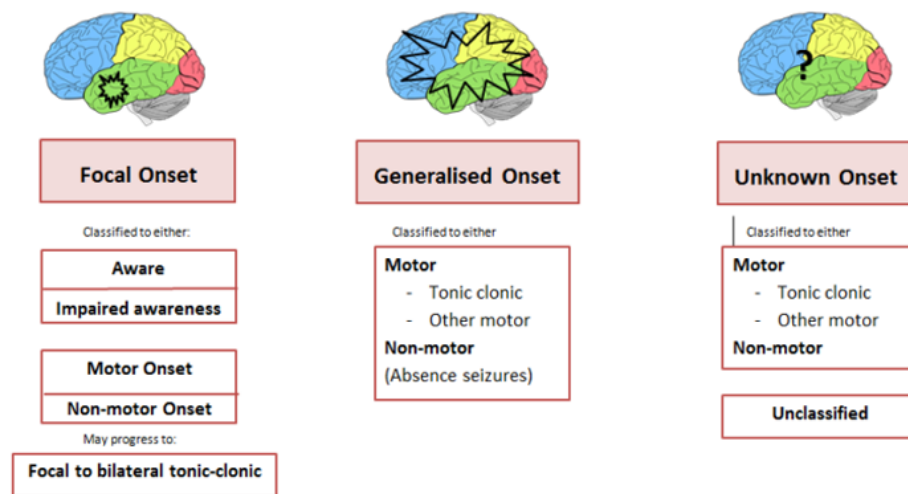 ?
Focal Onset
Classified to either:
Aware
Impaired awareness
Motor Onset
Non-motor Onset
May progress to:
Focal to bilateral tonic-clonic
Generalised Onset
Classified to either
Motor
- Tonic clonic
- Other motor
Non-motor
(Absence seizures)
Unknown Onset
Classified to either
Motor
- Tonic clonic
- Other motor
Non-motor
Unclassified